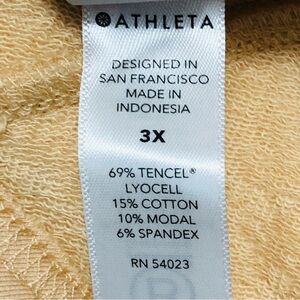 ATHLETA
DESIGNED IN
SAN FRANCISCO
MADE IN
INDONESIA
3X
69% TENCEL®
LYOCELL
15% COTTON
10% MODAL
6% SPANDEX
RN 54023